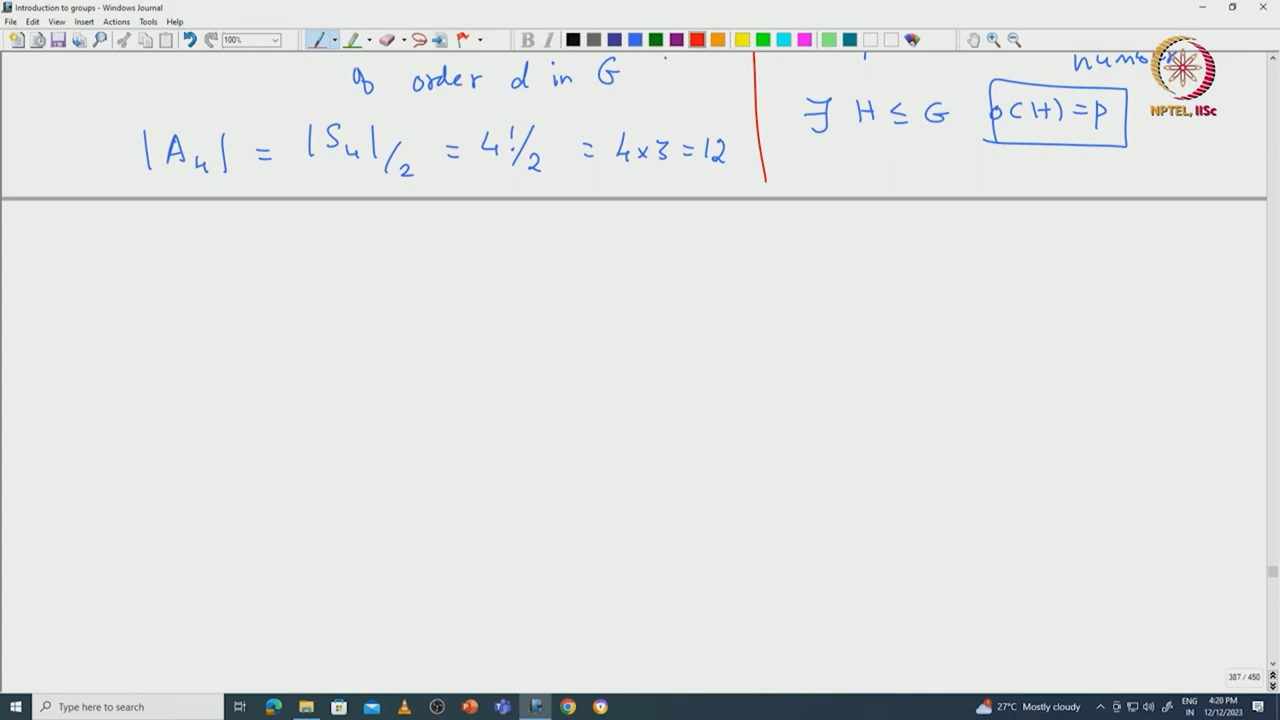 Introduction to groups - Windows Journal
File Edit View Insert Actions Tools Help
100%
B I
NPTEL, IISc
of order d in G
|A₄| = |S₄|/2 = 4!/2 = 4 × 3 = 12
∃ H ≤ G o(H) = p
387 / 450
Type here to search
27°C Mostly cloudy
ENG
IN
4:20 PM
12/12/2023